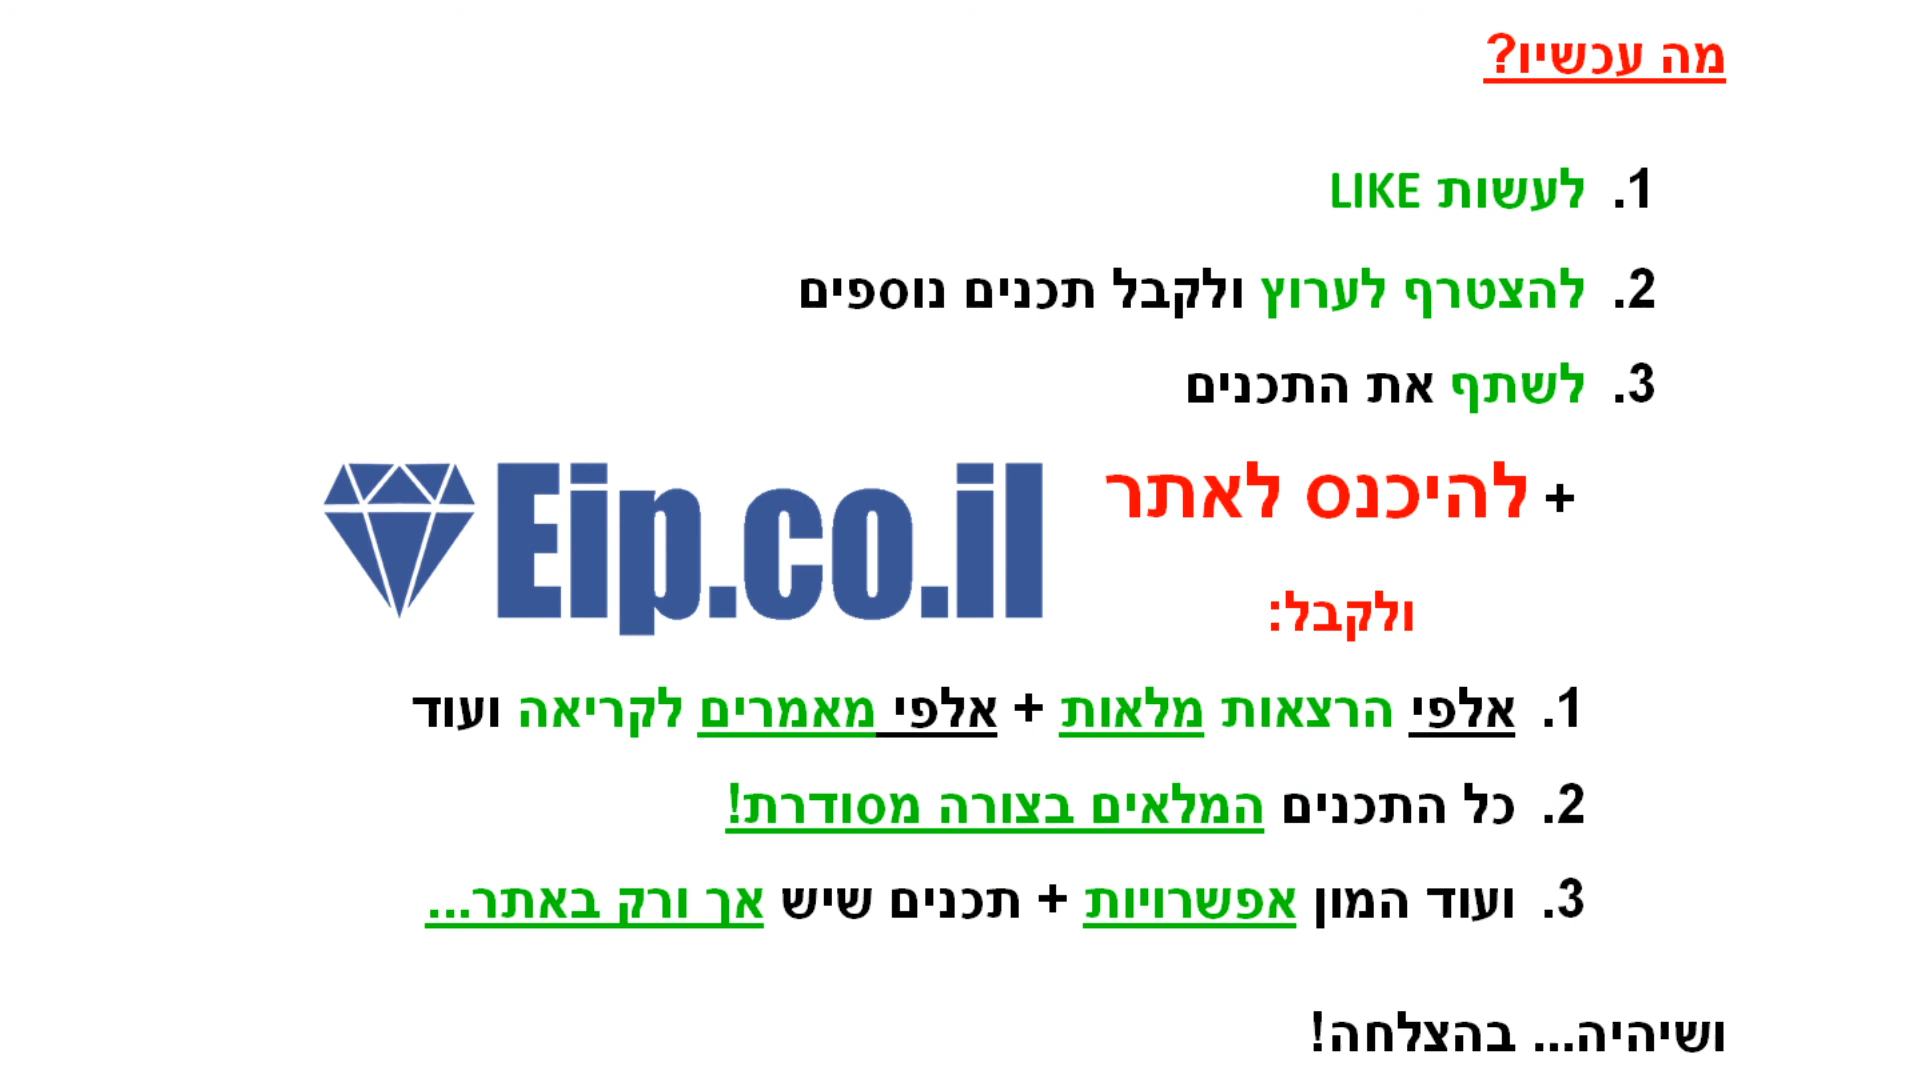 מה עכשיו?
1. לעשות LIKE
2. להצטרף לערוץ ולקבל תכנים נוספים
3. לשתף את התכנים
+ להיכנס לאתר
Eip.co.il
ולקבל:
1. אלפי הרצאות מלאות + אלפי מאמרים לקריאה ועוד
2. כל התכנים המלאים בצורה מסודרת!
3. ועוד המון אפשרויות + תכנים שיש אך ורק באתר...
ושיהיה... בהצלחה!